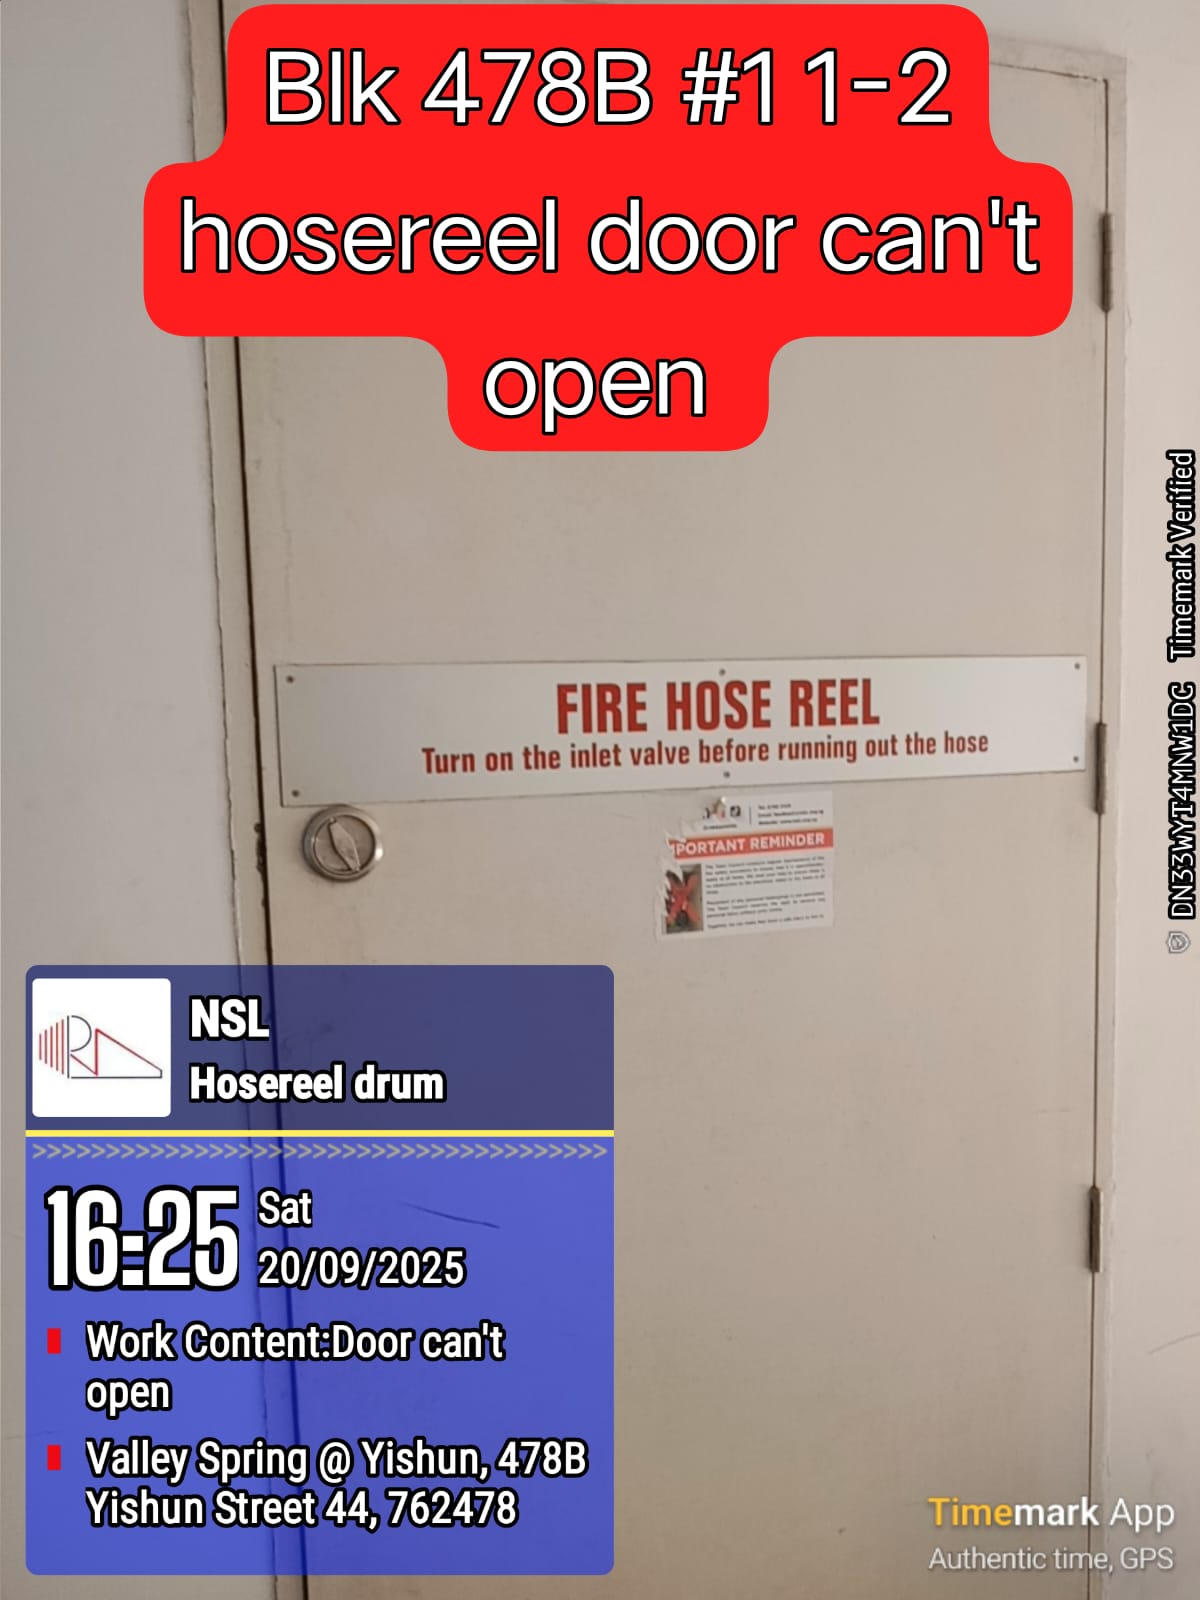 Blk 478B #11-2
hosereel door can't
open
FIRE HOSE REEL
Turn on the inlet valve before running out the hose
PORTANT REMINDER
NSL
Hosereel drum
16:25
Sat
20/09/2025
Work Content:Door can't
open
Valley Spring @ Yishun, 478B
Yishun Street 44, 762478
Timemark App
Authentic time, GPS
DN33WYT4MNW1DC Timemark Verified